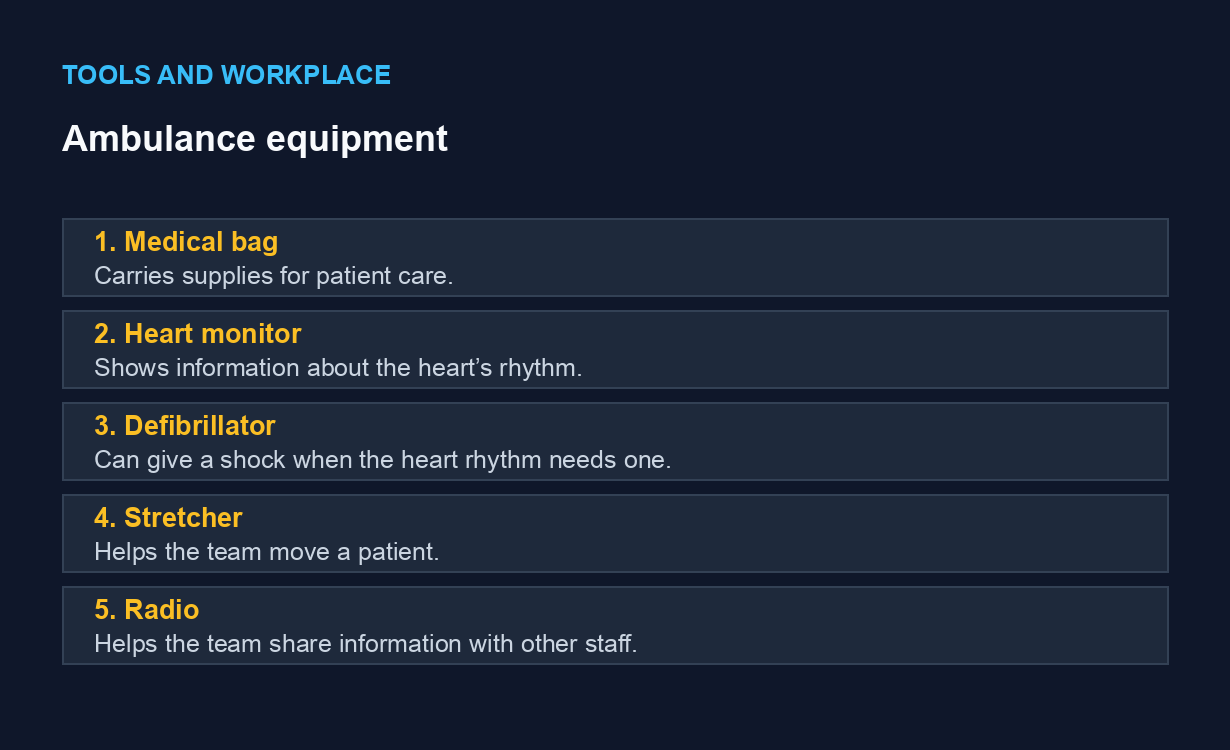 TOOLS AND WORKPLACE
Ambulance equipment
1. Medical bag
Carries supplies for patient care.
2. Heart monitor
Shows information about the heart’s rhythm.
3. Defibrillator
Can give a shock when the heart rhythm needs one.
4. Stretcher
Helps the team move a patient.
5. Radio
Helps the team share information with other staff.